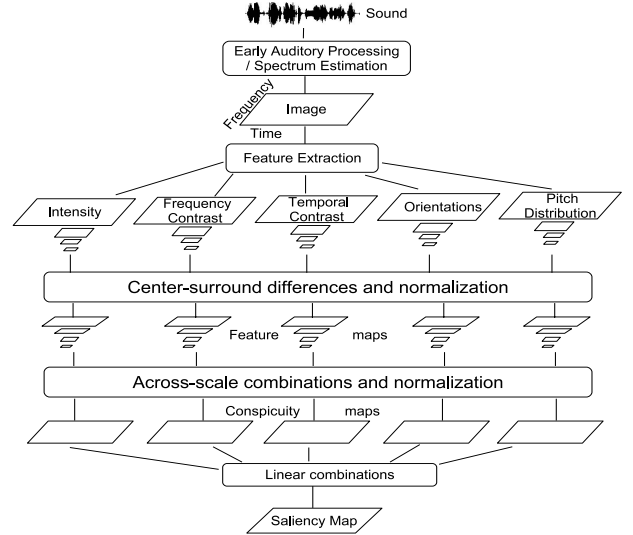 Sound
Early Auditory Processing
/ Spectrum Estimation
Frequency
Image
Time
Feature Extraction
Intensity
Frequency
Contrast
Temporal
Contrast
Orientations
Pitch
Distribution
Center-surround differences and normalization
Feature maps
Across-scale combinations and normalization
Conspicuity maps
Linear combinations
Saliency Map